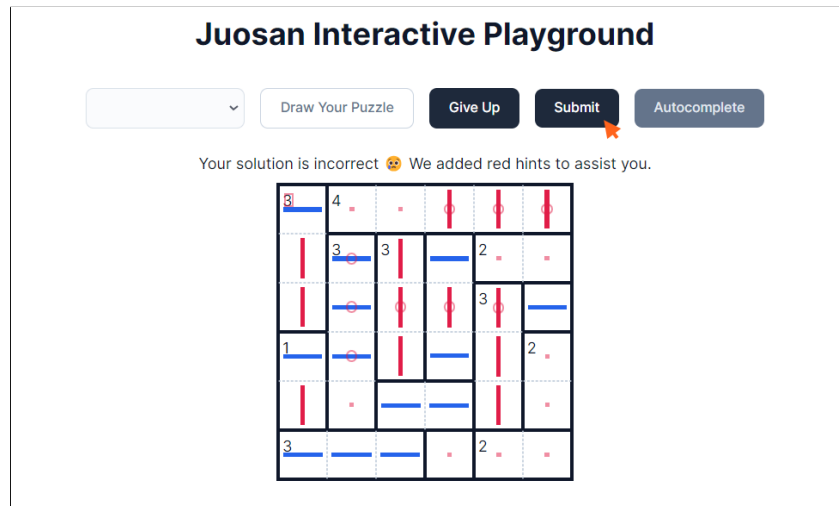 Juosan Interactive Playground
Draw Your Puzzle Give Up Submit Autocomplete
Your solution is incorrect 😢 We added red hints to assist you.
3 4
3 3 2
3
1 2
3 2